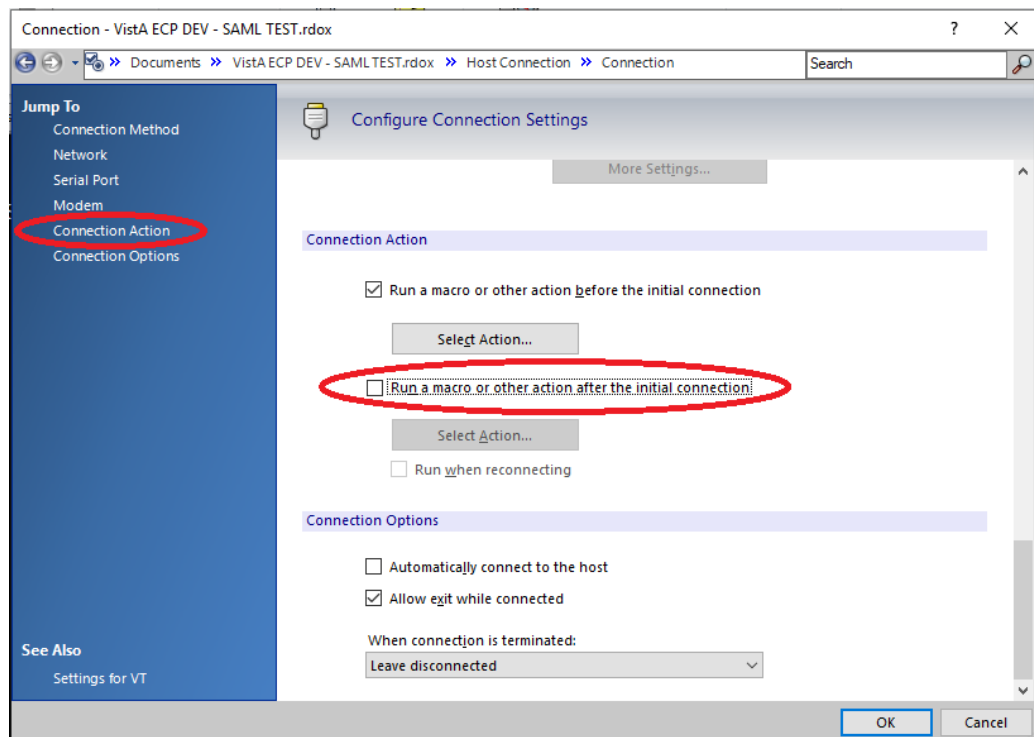 Connection - VistA ECP DEV - SAML TEST.rdox ?
» Documents » VistA ECP DEV - SAML TEST.rdox » Host Connection » Connection Search
Jump To
Connection Method
Network
Serial Port
Modem
Connection Action
Connection Options
See Also
Settings for VT
Configure Connection Settings
More Settings...
Connection Action
Run a macro or other action before the initial connection
Select Action...
Run a macro or other action after the initial connection
Select Action...
Run when reconnecting
Connection Options
Automatically connect to the host
Allow exit while connected
When connection is terminated:
Leave disconnected
OK Cancel